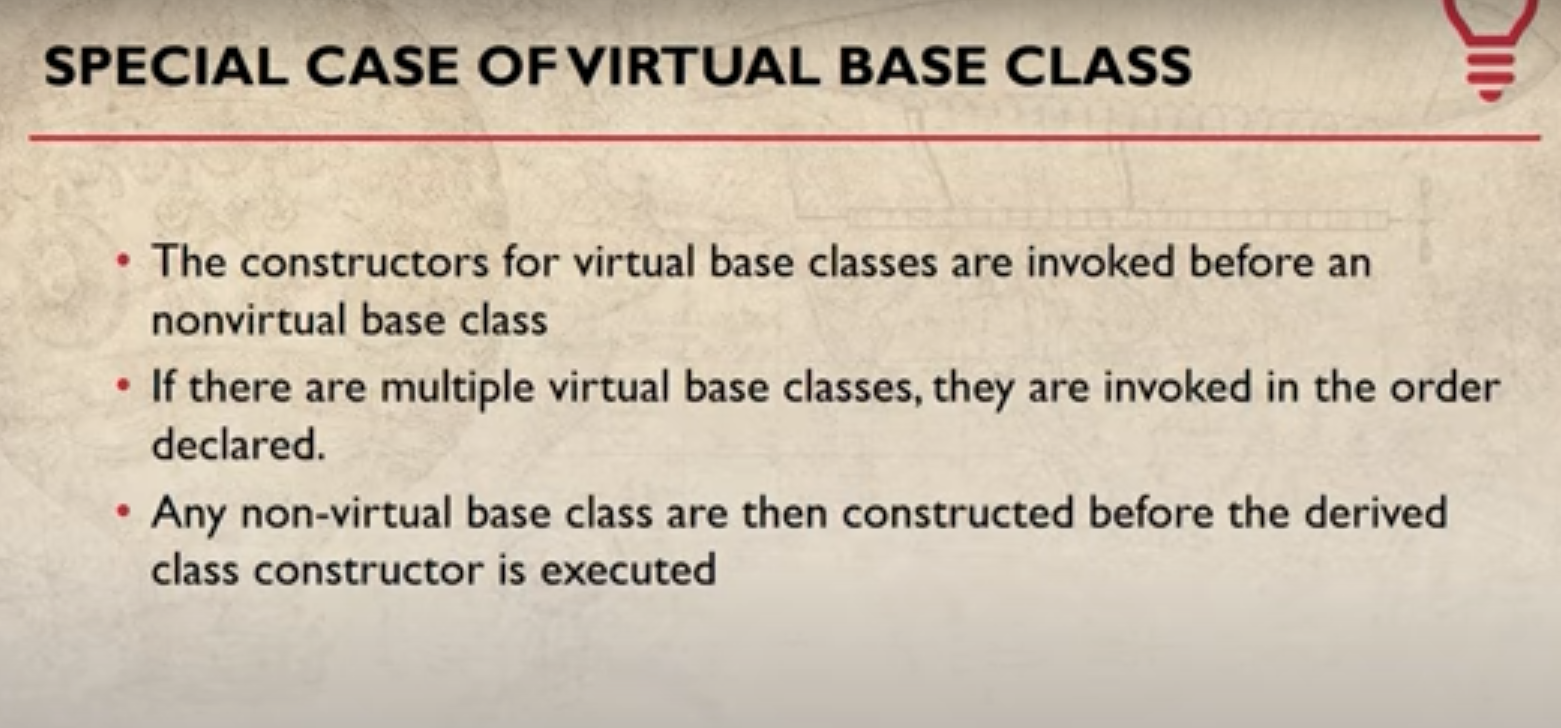 SPECIAL CASE OF VIRTUAL BASE CLASS
• The constructors for virtual base classes are invoked before an
nonvirtual base class
• If there are multiple virtual base classes, they are invoked in the order
declared.
• Any non-virtual base class are then constructed before the derived
class constructor is executed